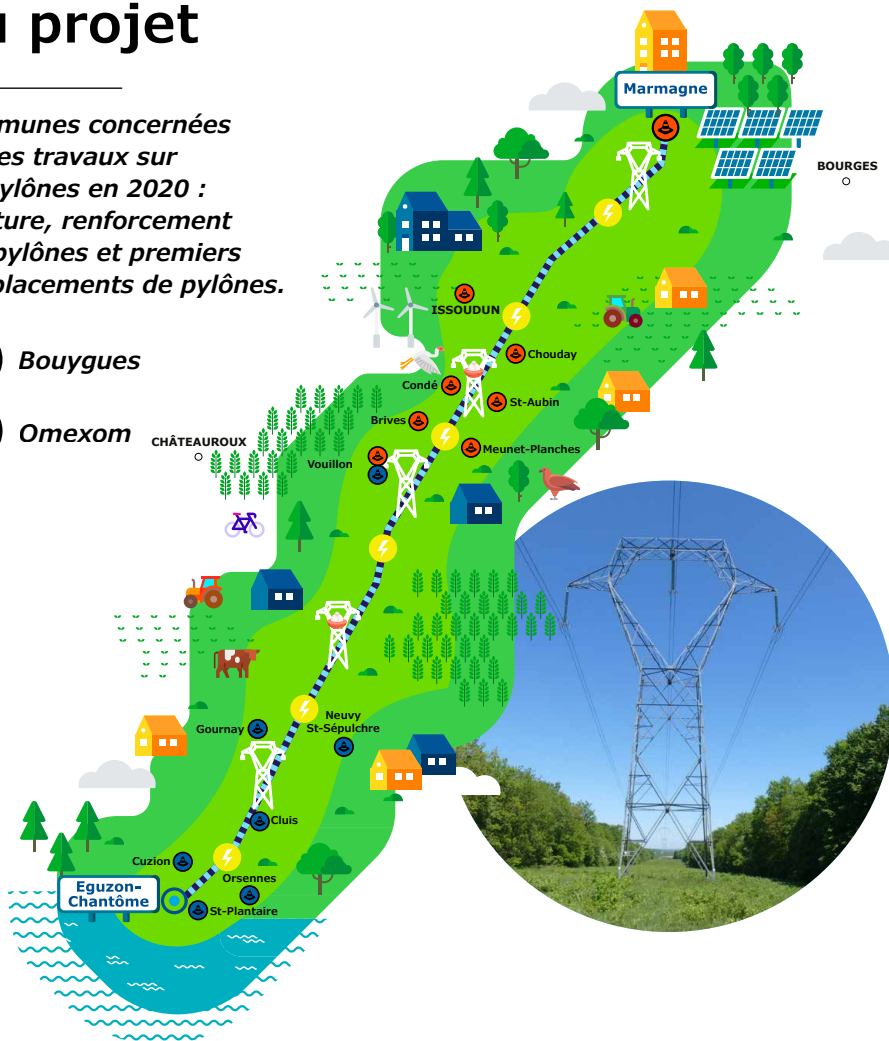 u projet
munes concernées
es travaux sur
ylônes en 2020 :
ture, renforcement
pylônes et premiers
placements de pylônes.
Bouygues
Omexom
Marmagne
BOURGES
ISSOUDUN
Chouday
Condé
St-Aubin
Brives
Meunet-Planches
CHÂTEAUROUX
Vouillon
Neuvy
St-Sépulchre
Gournay
Cluis
Cuzion
Orsennes
Eguzon-
Chantôme
St-Plantaire